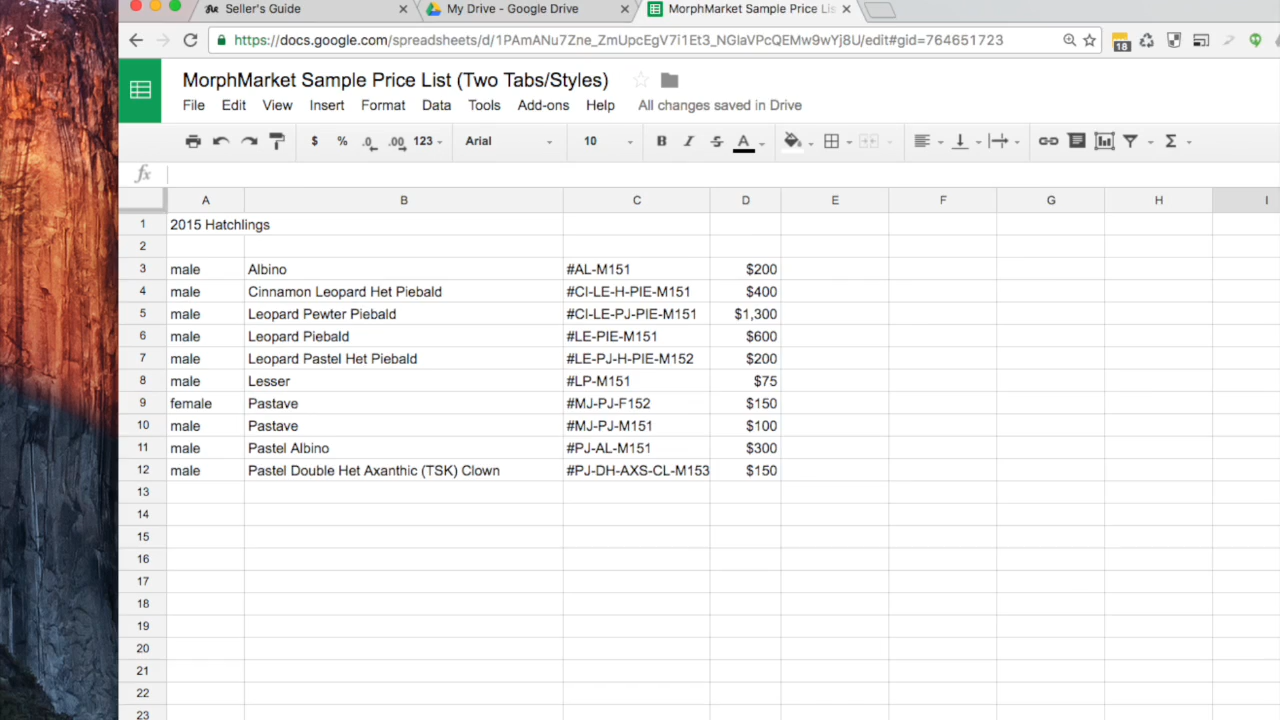 Seller's Guide
My Drive - Google Drive
MorphMarket Sample Price Lis
https://docs.google.com/spreadsheets/d/1PAmANu7Zne_ZmUpcEgV7i1Et3_NGlaVPcQEMw9wYj8U/edit#gid=764651723
18
MorphMarket Sample Price List (Two Tabs/Styles)
File Edit View Insert Format Data Tools Add-ons Help All changes saved in Drive
$ % .0 .00 123 Arial 10 B I S A Σ
fx
A B C D E F G H I
1 2015 Hatchlings
2
3 male Albino #AL-M151 $200
4 male Cinnamon Leopard Het Piebald #CI-LE-H-PIE-M151 $400
5 male Leopard Pewter Piebald #CI-LE-PJ-PIE-M151 $1,300
6 male Leopard Piebald #LE-PIE-M151 $600
7 male Leopard Pastel Het Piebald #LE-PJ-H-PIE-M152 $200
8 male Lesser #LP-M151 $75
9 female Pastave #MJ-PJ-F152 $150
10 male Pastave #MJ-PJ-M151 $100
11 male Pastel Albino #PJ-AL-M151 $300
12 male Pastel Double Het Axanthic (TSK) Clown #PJ-DH-AXS-CL-M153 $150
13
14
15
16
17
18
19
20
21
22
23